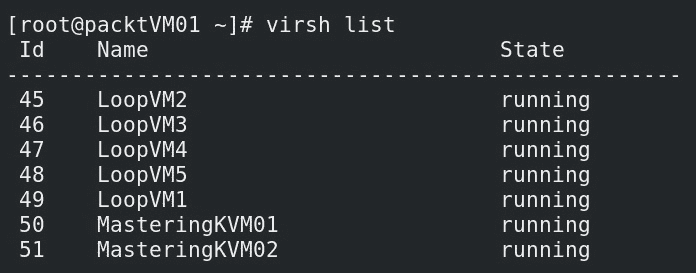 [root@packtVM01 ~]# virsh list
 Id    Name                           State
----------------------------------------------------
 45    LoopVM2                        running
 46    LoopVM3                        running
 47    LoopVM4                        running
 48    LoopVM5                        running
 49    LoopVM1                        running
 50    MasteringKVM01                 running
 51    MasteringKVM02                 running